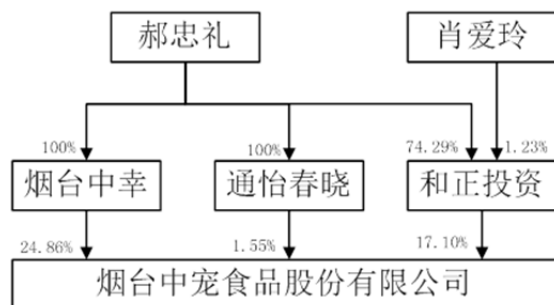 郝忠礼
肖爱玲
100%
100%
74.29%
1.23%
烟台中幸
通怡春晓
和正投资
24.86%
1.55%
17.10%
烟台中宠食品股份有限公司